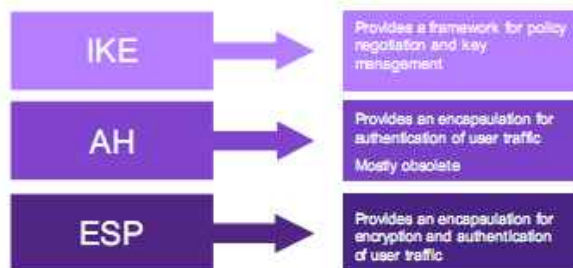 IKE
Provides a framework for policy
negotiation and key
management
AH
Provides an encapsulation for
authentication of user traffic
Mostly obsolete
ESP
Provides an encapsulation for
encryption and authentication
of user traffic